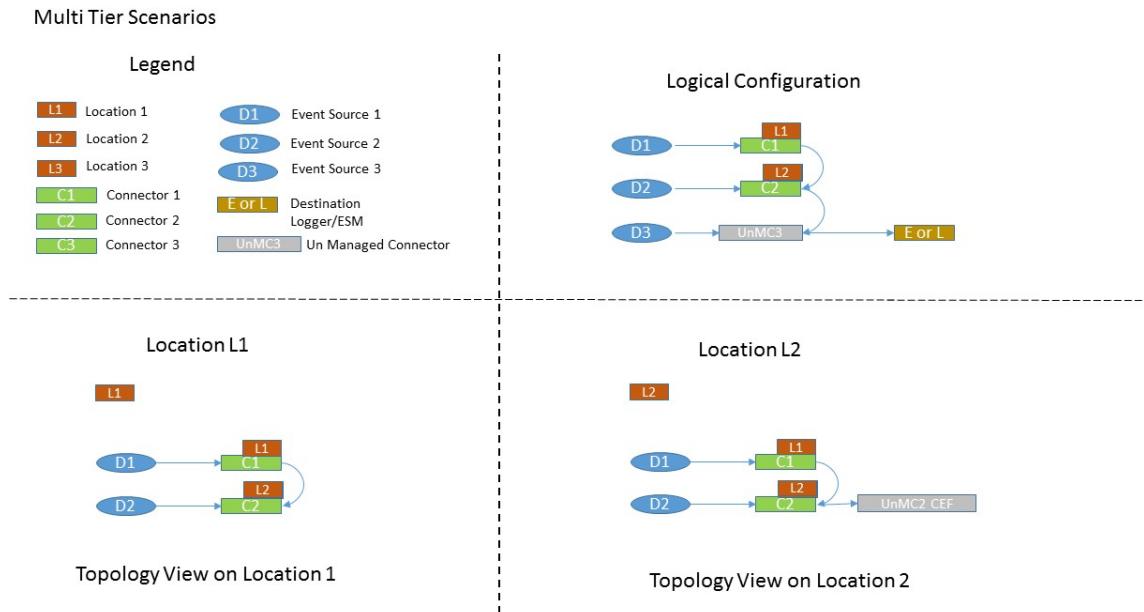 Multi Tier Scenarios
Legend
L1 Location 1
L2 Location 2
L3 Location 3
C1 Connector 1
C2 Connector 2
C3 Connector 3
D1 Event Source 1
D2 Event Source 2
D3 Event Source 3
E or L Destination
Logger/ESM
UnMC3 Un Managed Connector
Logical Configuration
L1
D1 C1
L2
D2 C2
D3 UnMC3 E or L
Location L1
L1
L1
D1 C1
L2
D2 C2
Topology View on Location 1
Location L2
L2
L1
D1 C1
L2
D2 C2 UnMC2 CEF
Topology View on Location 2